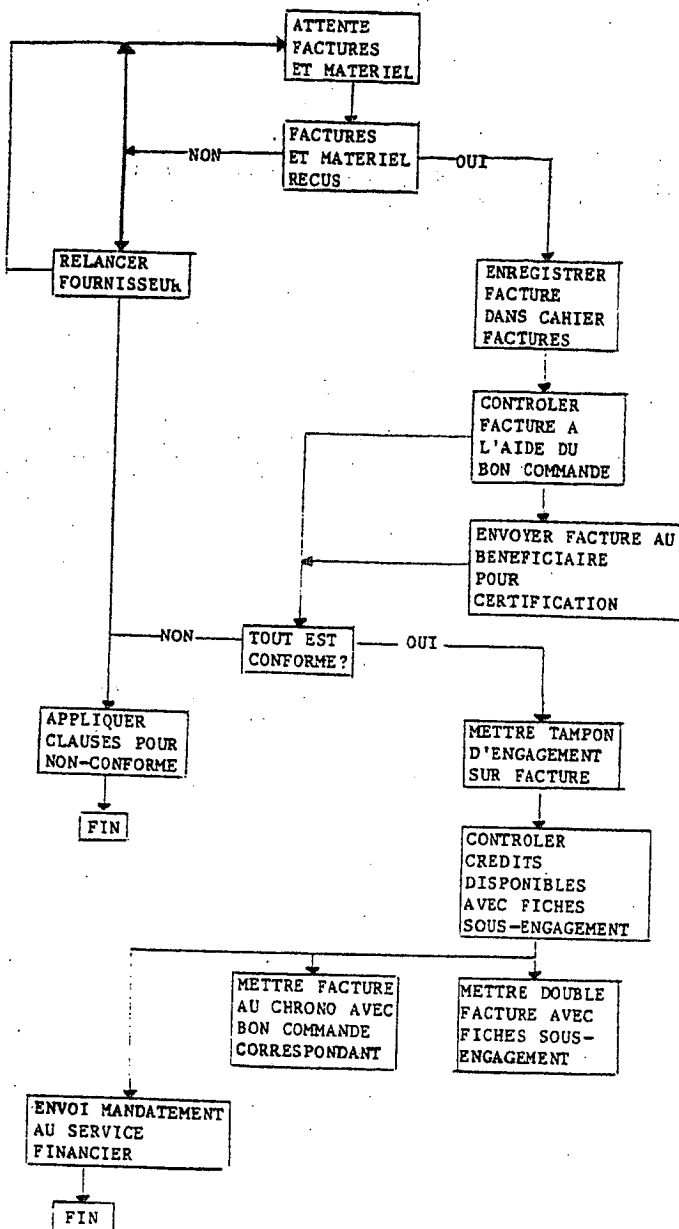 ATTENTE
FACTURES
ET MATERIEL
FACTURES
ET MATERIEL
RECUS
NON
OUI
RELANCER
FOURNISSEUR
ENREGISTRER
FACTURE
DANS CAHIER
FACTURES
CONTROLER
FACTURE A
L'AIDE DU
BON COMMANDE
ENVOYER FACTURE AU
BENEFICIAIRE
POUR
CERTIFICATION
NON
TOUT EST
CONFORME?
OUI
APPLIQUER
CLAUSES POUR
NON-CONFORME
FIN
METTRE TAMPON
D'ENGAGEMENT
SUR FACTURE
CONTROLER
CREDITS
DISPONIBLES
AVEC FICHES
SOUS-ENGAGEMENT
METTRE FACTURE
AU CHRONO AVEC
BON COMMANDE
CORRESPONDANT
METTRE DOUBLE
FACTURE AVEC
FICHES SOUS-
ENGAGEMENT
ENVOI MANDATEMENT
AU SERVICE
FINANCIER
FIN